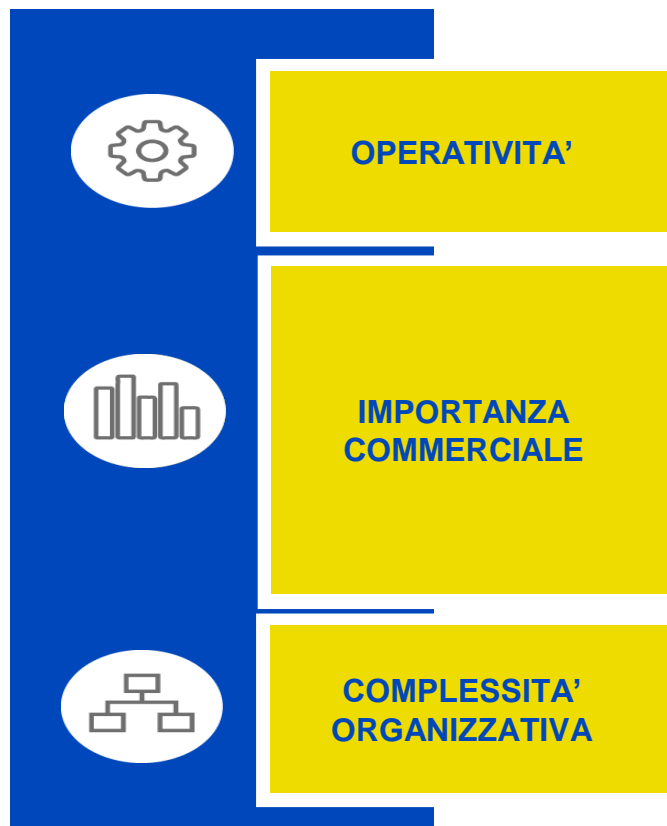 OPERATIVITA’
IMPORTANZA
COMMERCIALE
COMPLESSITA’
ORGANIZZATIVA